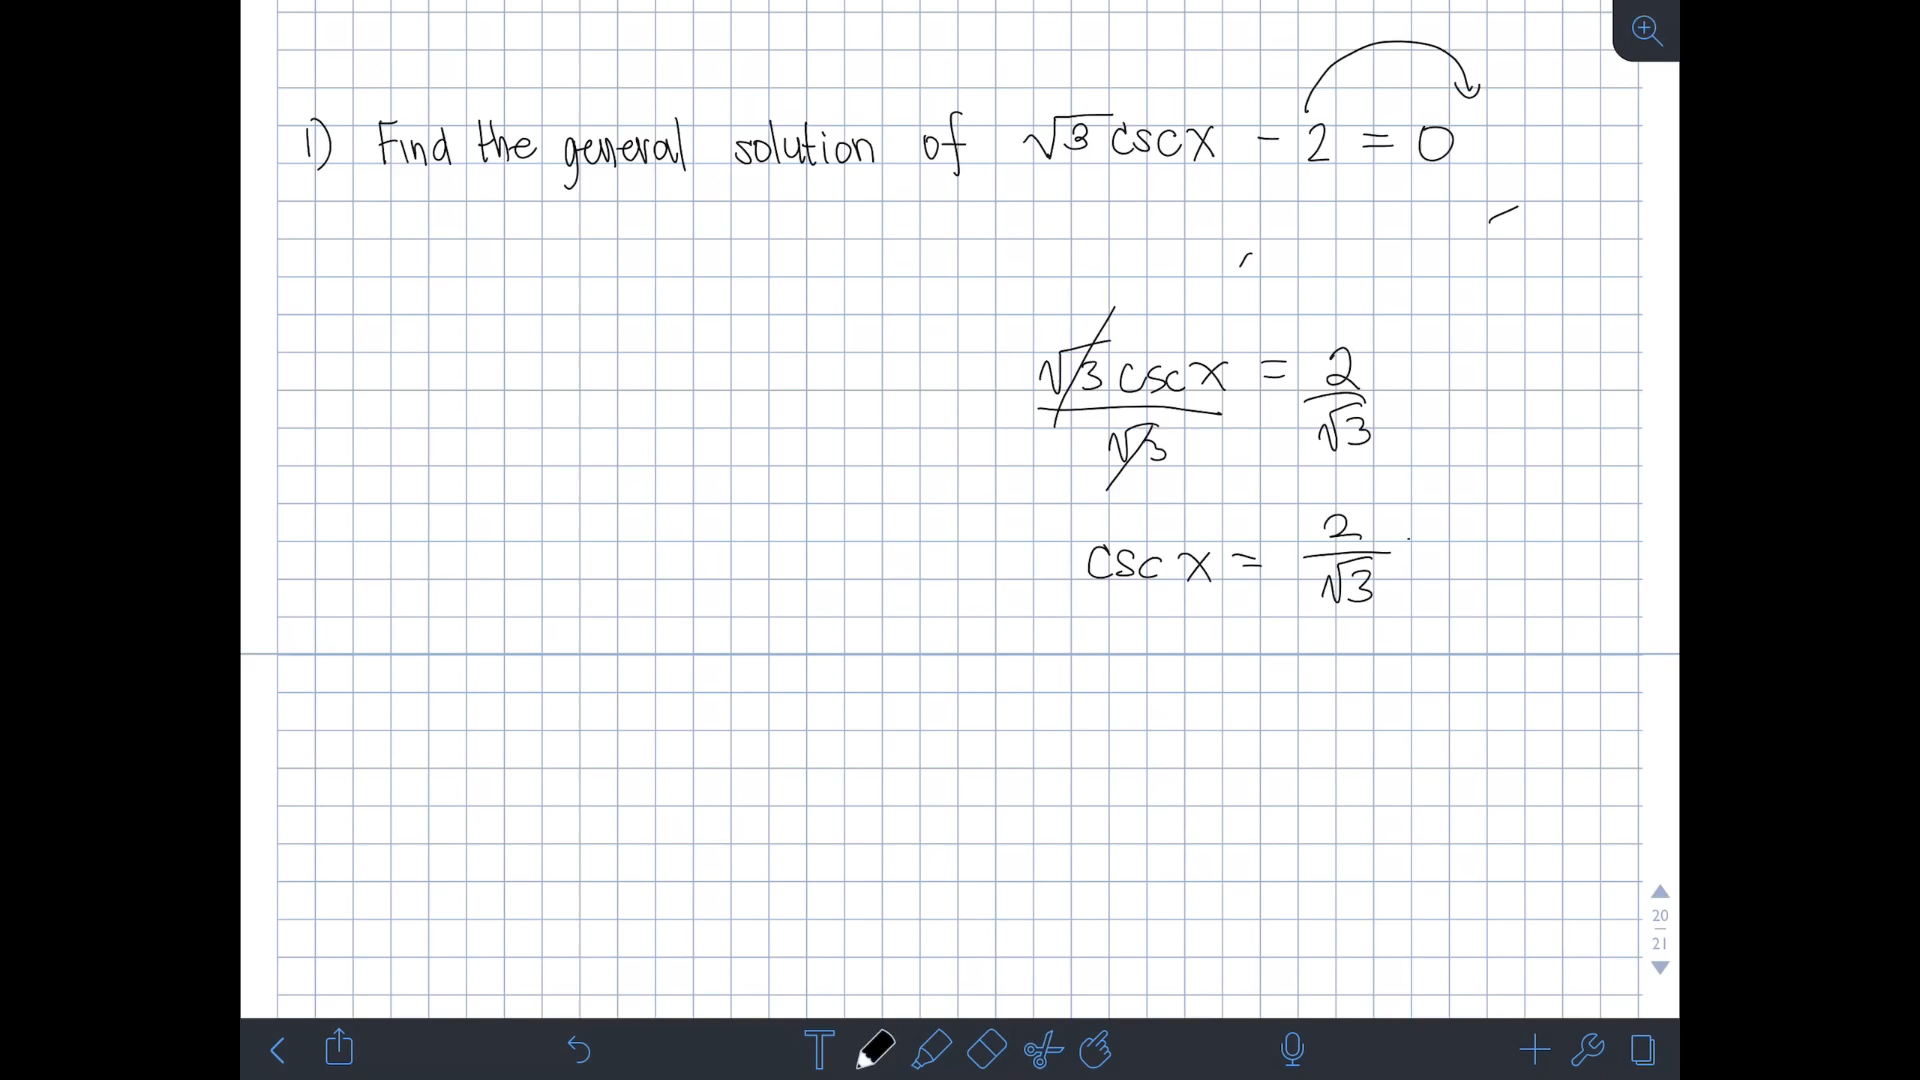 1) Find the general solution of √3 cscx - 2 = 0
√3 cscx / √3 = 2 / √3
csc x = 2 / √3
20
21
T